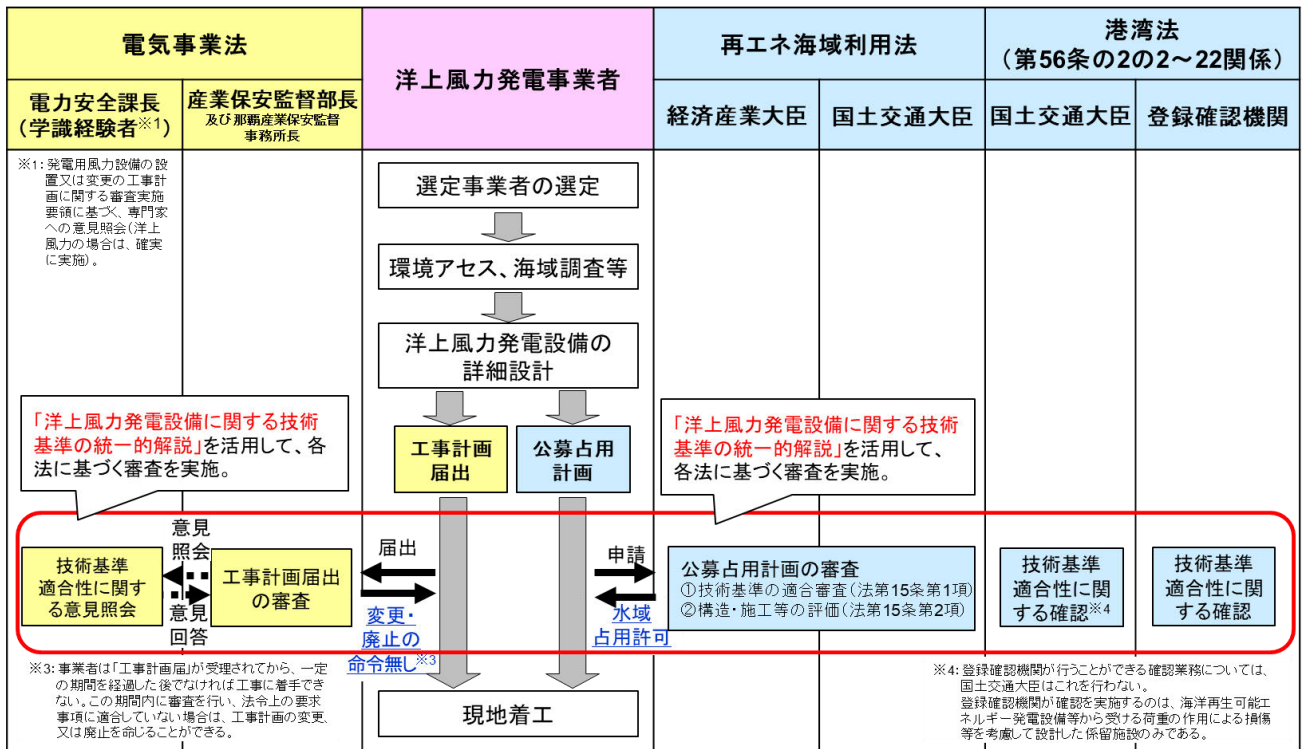 電気事業法
洋上風力発電事業者
再エネ海域利用法
港湾法
（第56条の2の2～22関係）
電力安全課長
（学識経験者※1）
産業保安監督部長
及び那覇産業保安監督
事務所長
経済産業大臣
国土交通大臣
国土交通大臣
登録確認機関
※1：発電用風力設備の設
置又は変更の工事計
画に関する審査実施
要領に基づく、専門家
への意見照会（洋上
風力の場合は、確実
に実施）。
選定事業者の選定
環境アセス、海域調査等
洋上風力発電設備の
詳細設計
「洋上風力発電設備に関する技術
基準の統一的解説」を活用して、各
法に基づく審査を実施。
工事計画
届出
公募占用
計画
「洋上風力発電設備に関する技術
基準の統一的解説」を活用して、
各法に基づく審査を実施。
技術基準
適合性に関す
る意見照会
意見
照会
意見
回答
工事計画届出
の審査
届出
変更・
廃止の
命令無し※3
申請
水域
占用許可
公募占用計画の審査
①技術基準の適合審査（法第15条第1項）
②構造・施工等の評価（法第15条第2項）
技術基準
適合性に関
する確認※4
技術基準
適合性に関
する確認
※3：事業者は「工事計画届」が受理されてから、一定
の期間を経過した後でなければ工事に着手でき
ない。この期間内に審査を行い、法令上の要求
事項に適合していない場合は、工事計画の変更、
又は廃止を命じることができる。
現地着工
※4：登録確認機関が行うことができる確認業務については、
国土交通大臣はこれを行わない。
登録確認機関が確認を実施するのは、海洋再生可能エ
ネルギー発電設備等から受ける荷重の作用による損傷
等を考慮して設計した係留施設のみである。